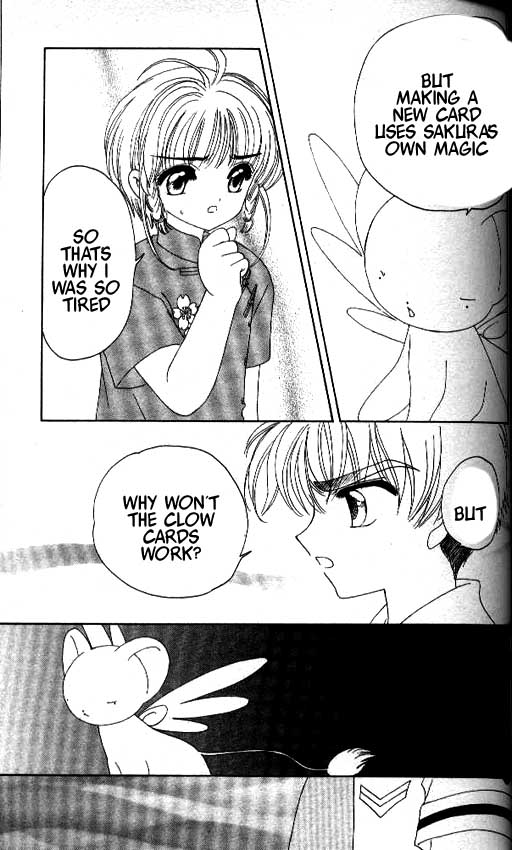 BUT
MAKING A
NEW CARD
USES SAKURAS
OWN MAGIC
SO
THATS
WHY I
WAS SO
TIRED
BUT
WHY WON'T
THE CLOW
CARDS
WORK?